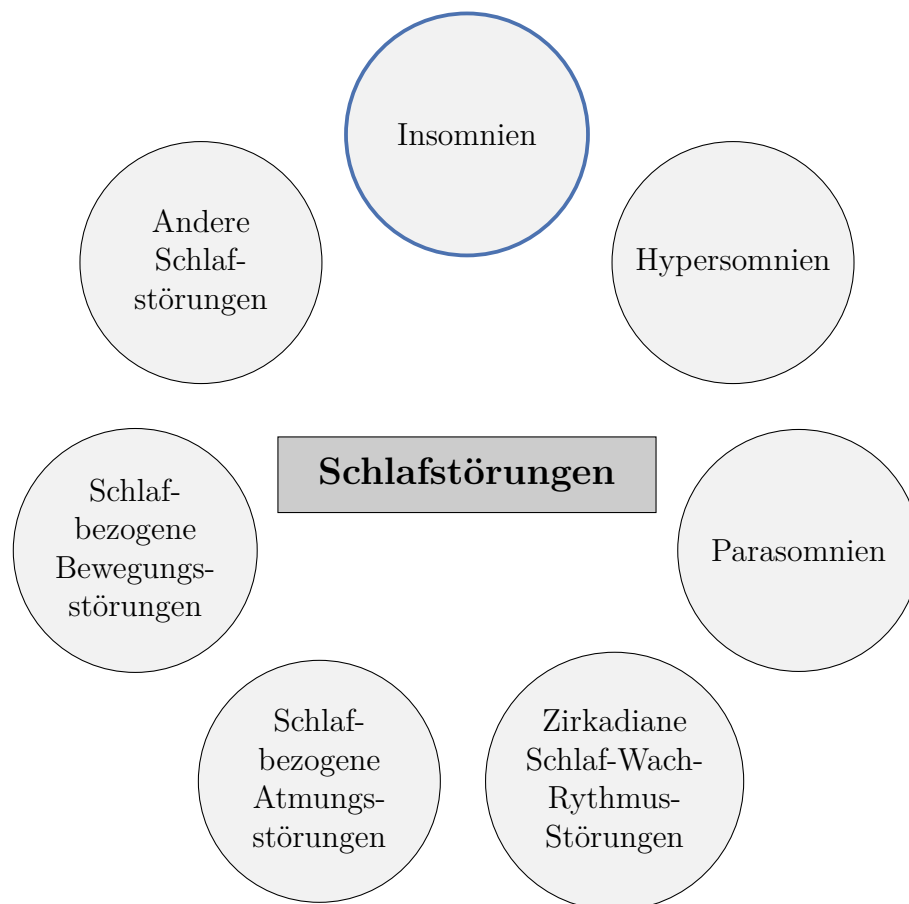 Insomnien
Andere
Schlaf-
störungen
Hypersomnien
Schlafstörungen
Schlaf-
bezogene
Bewegungs-
störungen
Parasomnien
Schlaf-
bezogene
Atmungs-
störungen
Zirkadiane
Schlaf-Wach-
Rythmus-
Störungen